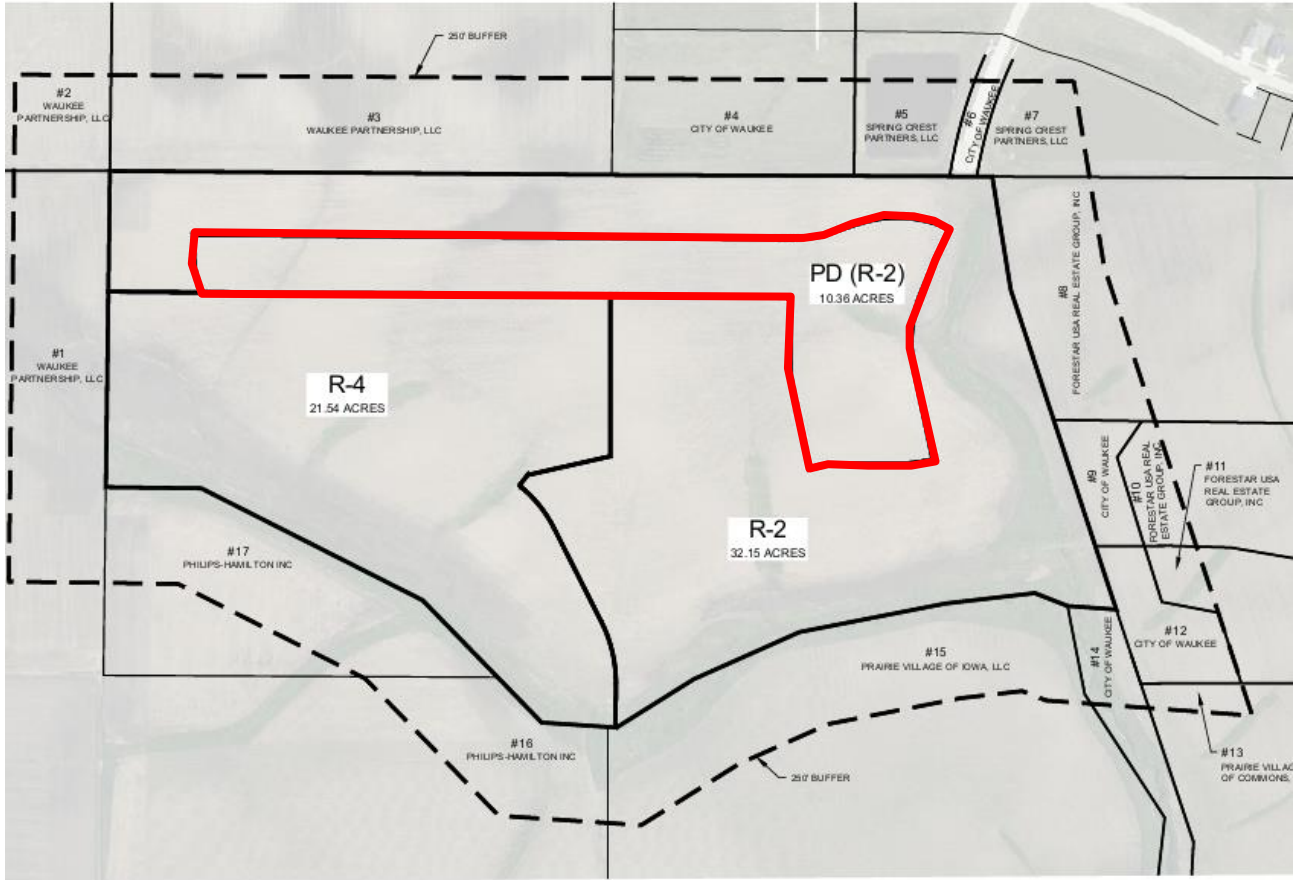 250' BUFFER
#2
WAUKEE
PARTNERSHIP, LLC
#3
WAUKEE PARTNERSHIP, LLC
#4
CITY OF WAUKEE
#5
SPRING CREST
PARTNERS, LLC
#6
CITY OF WAUKEE
#7
SPRING CREST
PARTNERS, LLC
#8
FORESTAR USA REAL ESTATE GROUP, INC
PD (R-2)
10.36 ACRES
#1
WAUKEE
PARTNERSHIP, LLC
R-4
21.54 ACRES
#9
CITY OF WAUKEE
#10
FORESTAR USA REAL
ESTATE GROUP, INC
#11
FORESTAR USA
REAL ESTATE
GROUP, INC
R-2
32.15 ACRES
#17
PHILIPS-HAMILTON INC
#12
CITY OF WAUKEE
#14
CITY OF WAUKEE
#15
PRAIRIE VILLAGE OF IOWA, LLC
#16
PHILIPS-HAMILTON INC
250' BUFFER
#13
PRAIRIE VILLAG
OF COMMONS,